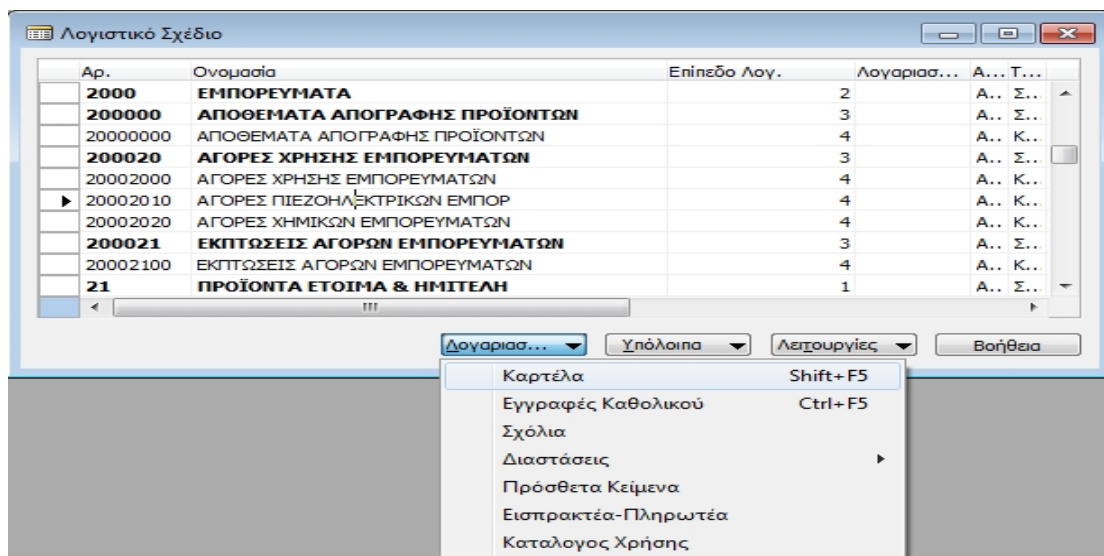 Λογιστικό Σχέδιο
Αρ. Ονομασία Επίπεδο Λογ. Λογαριασ... Α... Τ...
2000 ΕΜΠΟΡΕΥΜΑΤΑ 2 Α.. Σ..
200000 ΑΠΟΘΕΜΑΤΑ ΑΠΟΓΡΑΦΗΣ ΠΡΟΪΟΝΤΩΝ 3 Α.. Σ..
20000000 ΑΠΟΘΕΜΑΤΑ ΑΠΟΓΡΑΦΗΣ ΠΡΟΪΟΝΤΩΝ 4 Α.. Κ..
200020 ΑΓΟΡΕΣ ΧΡΗΣΗΣ ΕΜΠΟΡΕΥΜΑΤΩΝ 3 Α.. Σ..
20002000 ΑΓΟΡΕΣ ΧΡΗΣΗΣ ΕΜΠΟΡΕΥΜΑΤΩΝ 4 Α.. Κ..
20002010 ΑΓΟΡΕΣ ΠΙΕΖΟΗΛΕΚΤΡΙΚΩΝ ΕΜΠΟΡ 4 Α.. Κ..
20002020 ΑΓΟΡΕΣ ΧΗΜΙΚΩΝ ΕΜΠΟΡΕΥΜΑΤΩΝ 4 Α.. Κ..
200021 ΕΚΠΤΩΣΕΙΣ ΑΓΟΡΩΝ ΕΜΠΟΡΕΥΜΑΤΩΝ 3 Α.. Σ..
20002100 ΕΚΠΤΩΣΕΙΣ ΑΓΟΡΩΝ ΕΜΠΟΡΕΥΜΑΤΩΝ 4 Α.. Κ..
21 ΠΡΟΪΟΝΤΑ ΕΤΟΙΜΑ & ΗΜΙΤΕΛΗ 1 Α.. Σ..
Λογαριασ... Υπόλοιπα Λειτουργίες Βοήθεια
Καρτέλα Shift+F5
Εγγραφές Καθολικού Ctrl+F5
Σχόλια
Διαστάσεις
Πρόσθετα Κείμενα
Εισπρακτέα-Πληρωτέα
Καταλογος Χρήσης